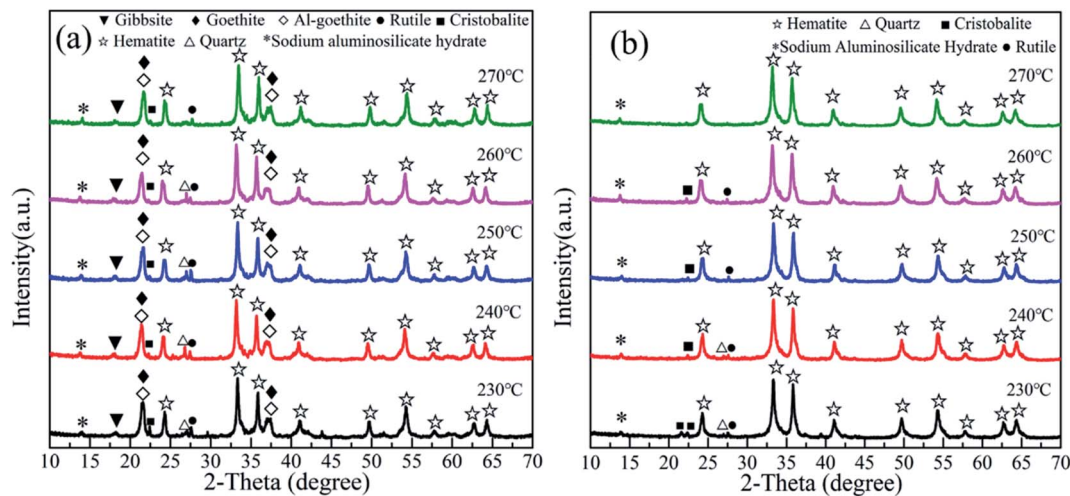 Gibbsite Goethite Al-goethite Rutile Cristobalite
Hematite Quartz *Sodium aluminosilicate hydrate
(a)
270°C
260°C
250°C
240°C
230°C
Intensity(a.u.)
10 15 20 25 30 35 40 45 50 55 60 65 70
2-Theta (degree)
Hematite Quartz Cristobalite
*Sodium Aluminosilicate Hydrate Rutile
(b)
270°C
260°C
250°C
240°C
230°C
Intensity(a.u.)
10 15 20 25 30 35 40 45 50 55 60 65 70
2-Theta (degree)